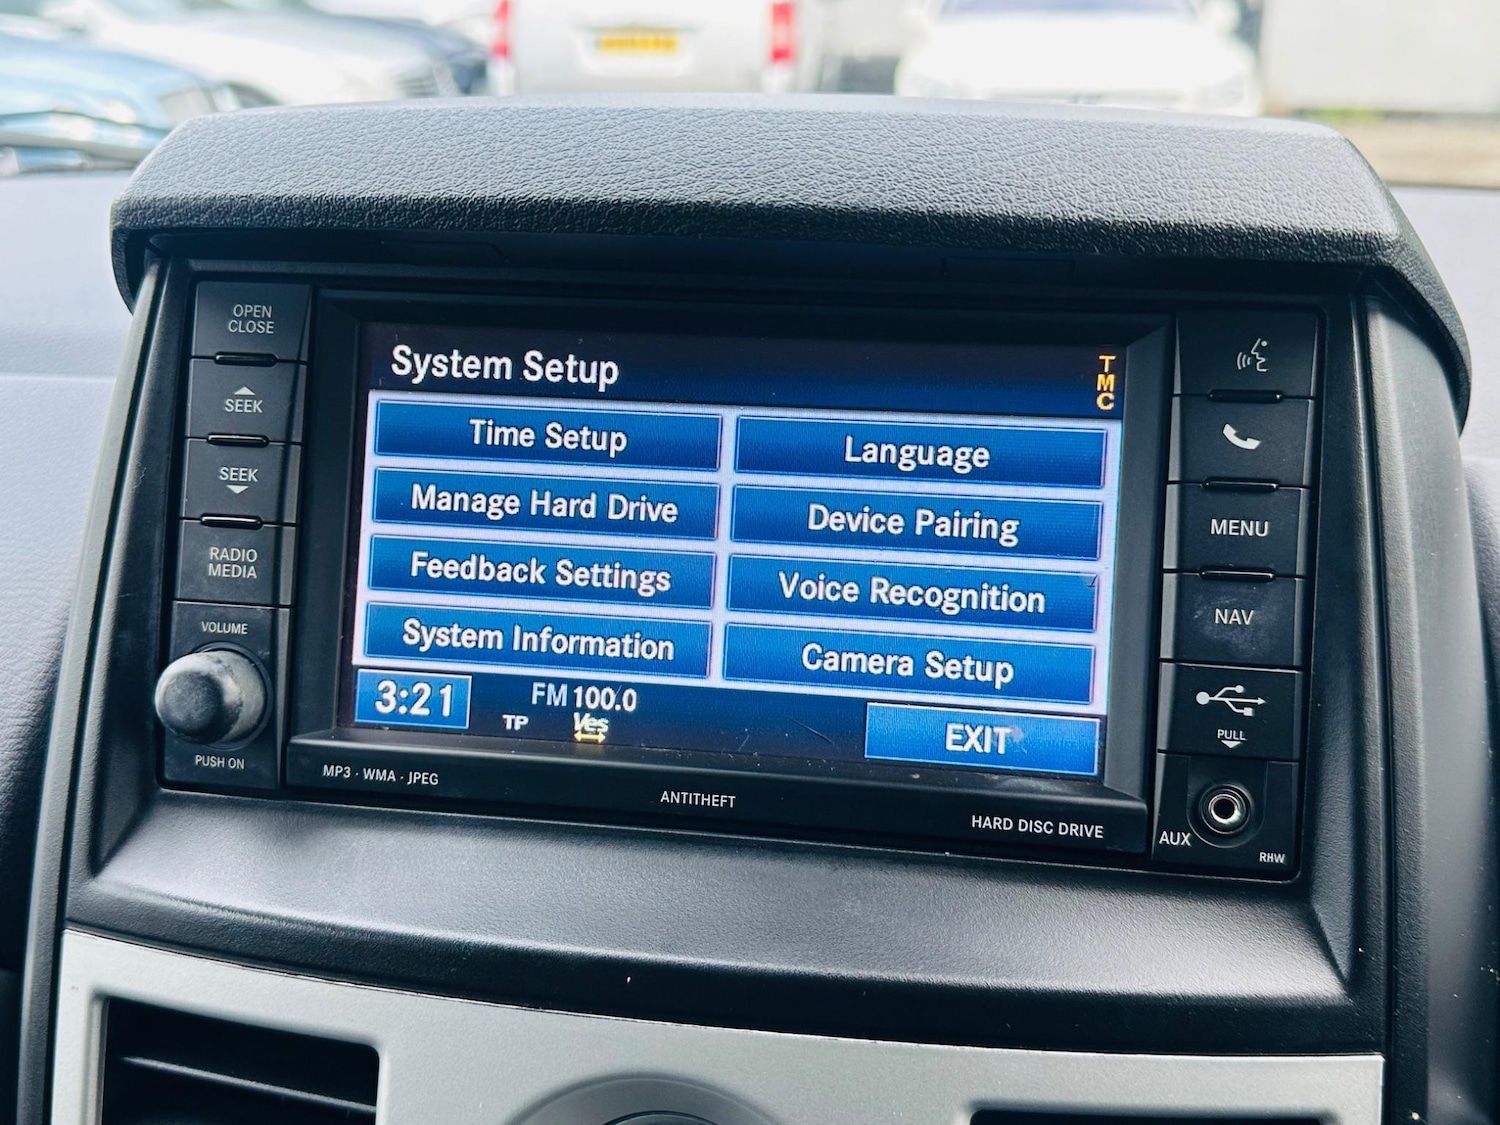 OPEN
CLOSE
SEEK
SEEK
RADIO
MEDIA
VOLUME
PUSH ON
System Setup
TMC
Time Setup
Language
Manage Hard Drive
Device Pairing
Feedback Settings
Voice Recognition
System Information
Camera Setup
3:21
FM 100.0
TP
Ves
EXIT
MP3 · WMA · JPEG
ANTITHEFT
HARD DISC DRIVE
MENU
NAV
PULL
AUX
RHW